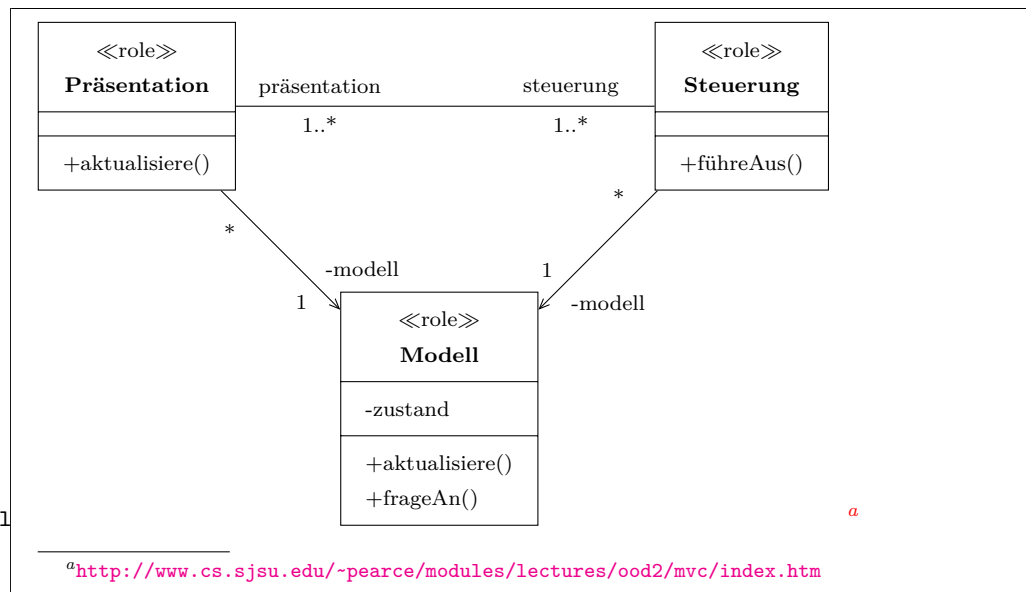 ≪role≫
Präsentation
+aktualisiere()
≪role≫
Steuerung
+führeAus()
präsentation
steuerung
1..*
1..*
*
*
-modell
1
1
-modell
≪role≫
Modell
-zustand
+aktualisiere()
+frageAn()
a
ahttp://www.cs.sjsu.edu/~pearce/modules/lectures/ood2/mvc/index.htm